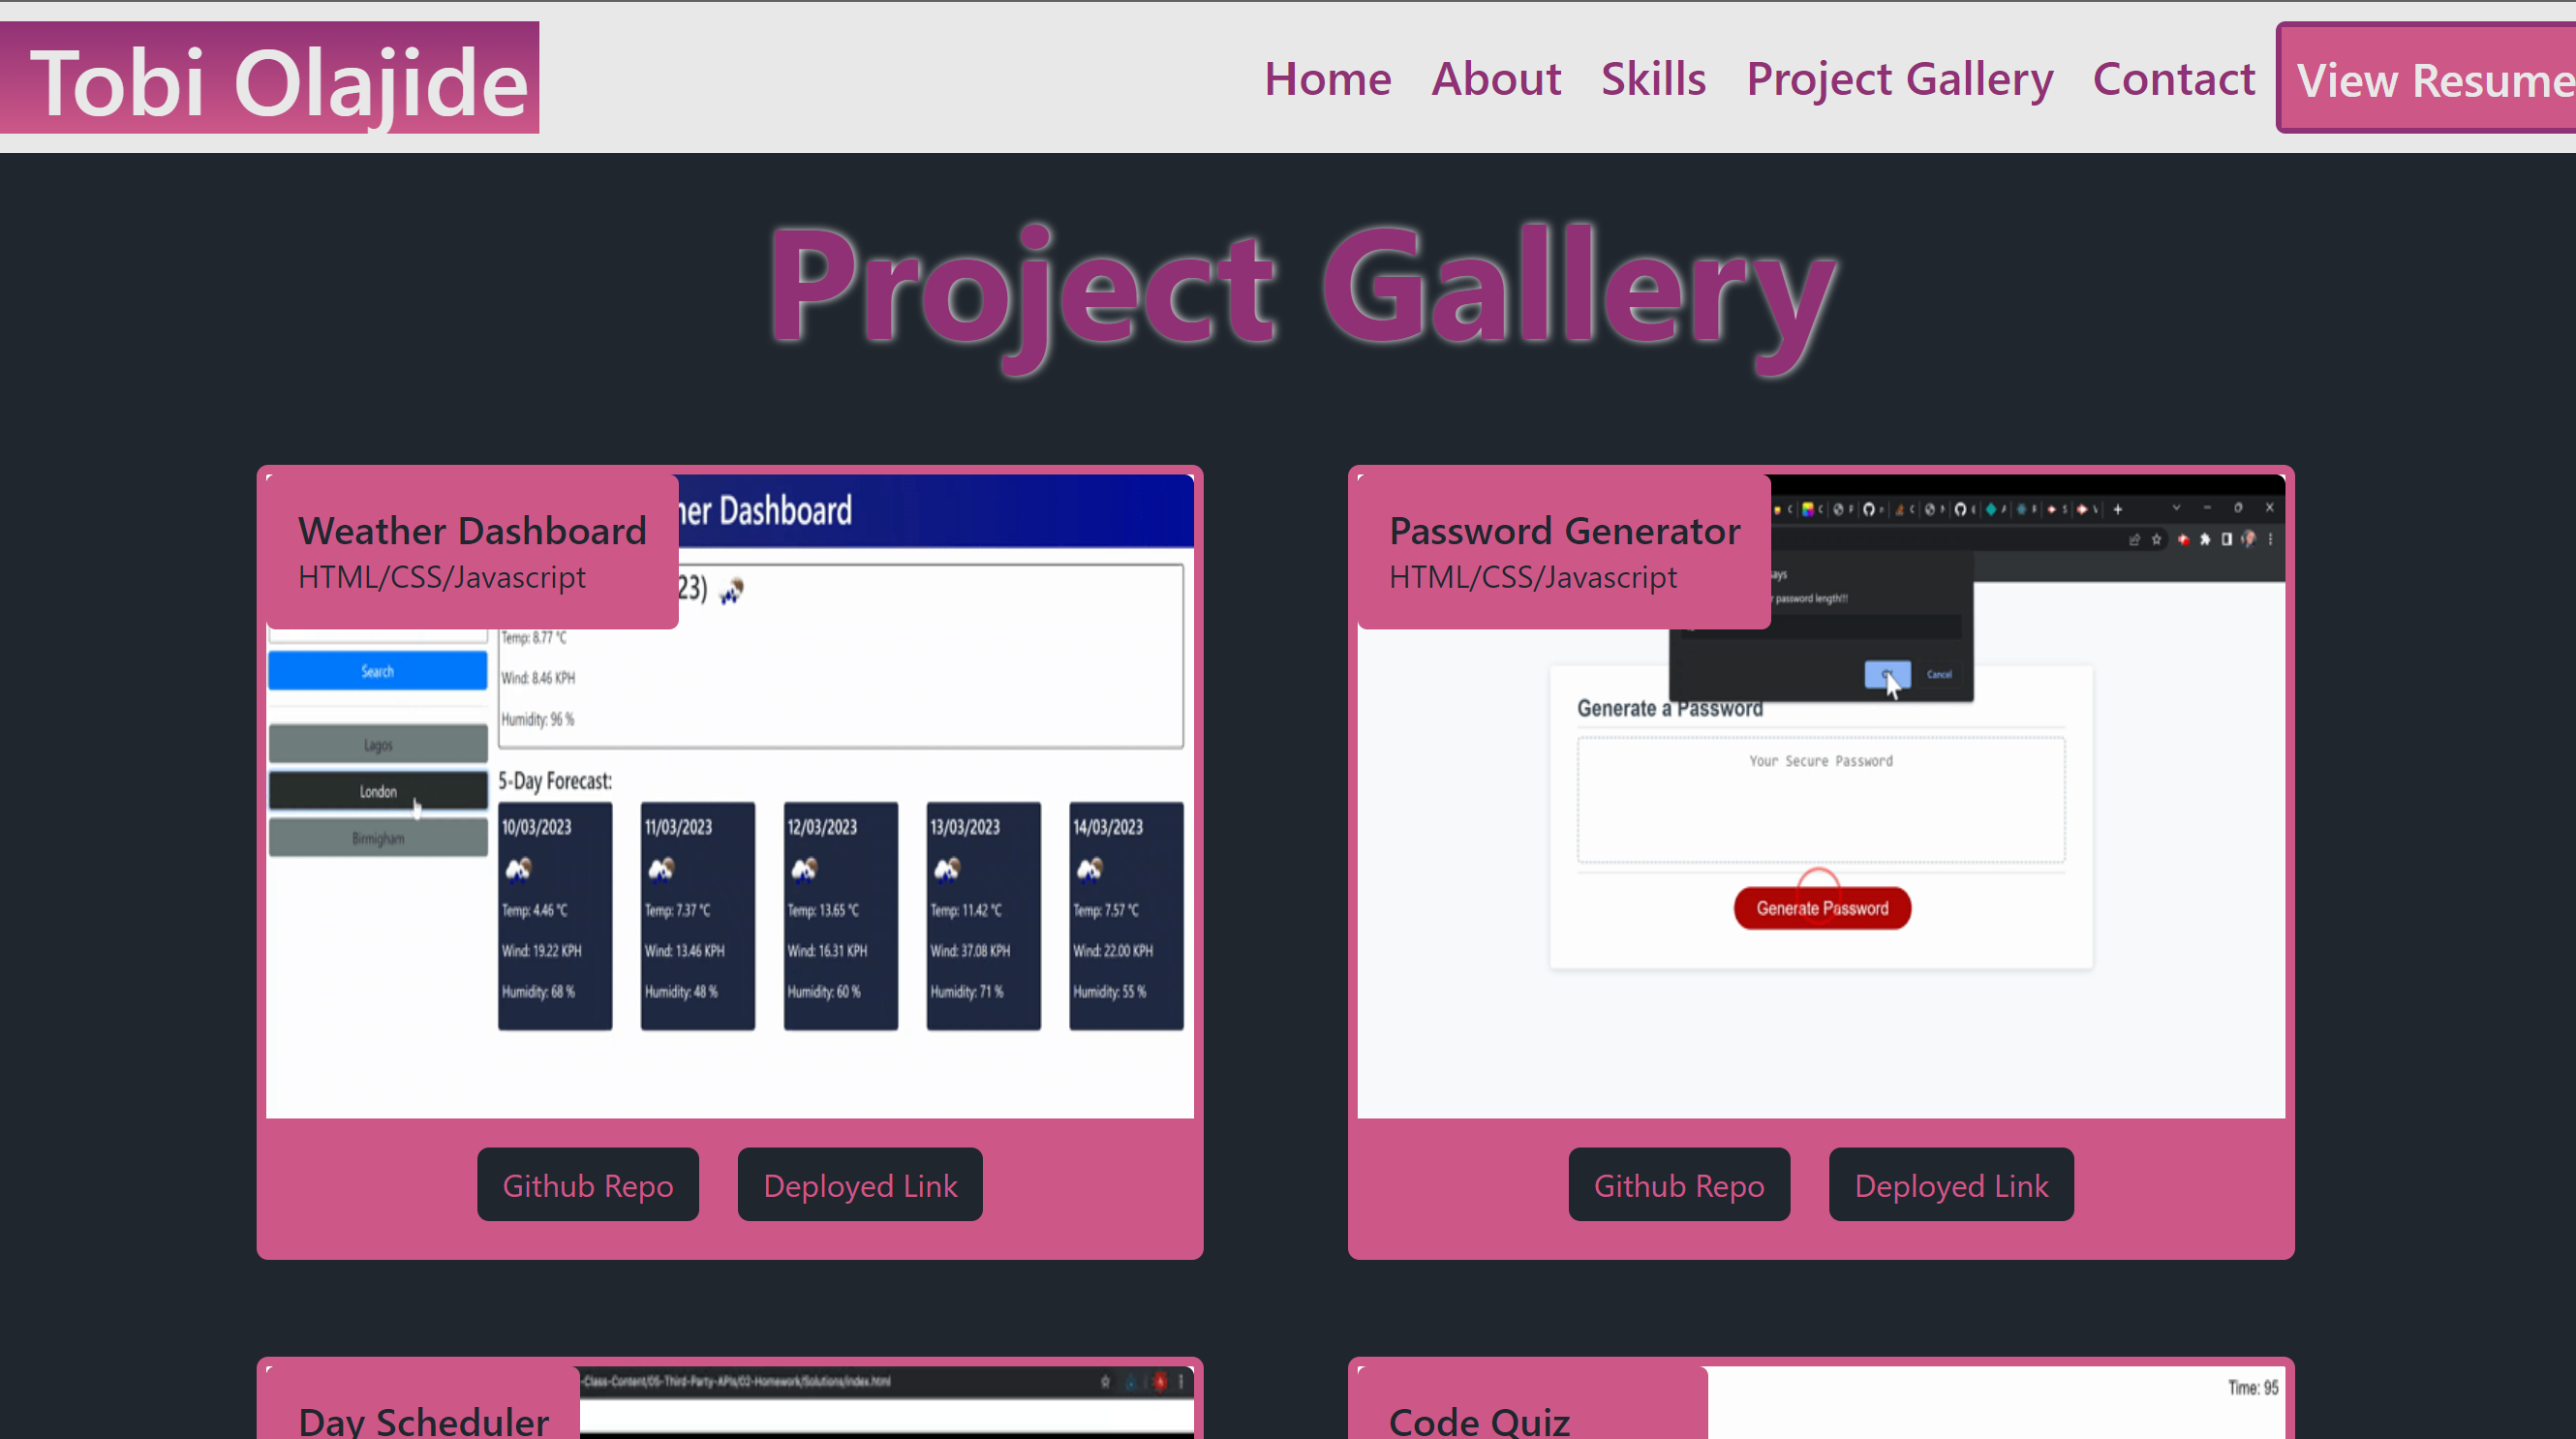 Tobi Olajide
Home About Skills Project Gallery Contact View Resume
Project Gallery
Weather Dashboard
HTML/CSS/Javascript
her Dashboard
23)
Temp: 8.77 °C
Wind: 8.46 KPH
Humidity: 96 %
Search
Lagos
London
Birmigham
5-Day Forecast:
10/03/2023 11/03/2023 12/03/2023 13/03/2023 14/03/2023
Temp: 4.46 °C Temp: 7.37 °C Temp: 13.65 °C Temp: 11.42 °C Temp: 7.57 °C
Wind: 19.22 KPH Wind: 13.46 KPH Wind: 16.31 KPH Wind: 37.08 KPH Wind: 22.00 KPH
Humidity: 68 % Humidity: 48 % Humidity: 60 % Humidity: 71 % Humidity: 55 %
Github Repo Deployed Link
Password Generator
HTML/CSS/Javascript
says
password length!!!
Cancel
Generate a Password
Your Secure Password
Generate Password
Github Repo Deployed Link
Day Scheduler
-Class-Content/05-Third-Party-APIs/02-Homework/Solutions/index.html
Code Quiz
Time: 95